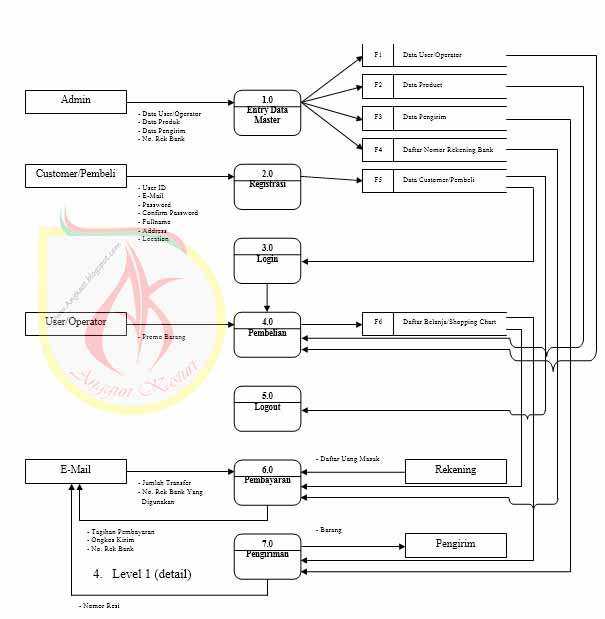 F1 Data User/Operator
Admin
1.0
Entry Data
Master
F2 Data Product
- Data User/Operator
- Data Produk
- Data Pengirim
- No. Rek Bank
F3 Data Pengirim
F4 Daftar Nomor Rekening Bank
Customer/Pembeli
2.0
Registrasi
F5 Data Customer/Pembeli
- User ID
- E-Mail
- Password
- Confirm Password
- Fullname
- Address
- Location
3.0
Login
www.Anggun.blogspot.com
User/Operator
4.0
Pembelian
F6 Daftar Belanja/Shopping Chart
- Promo Barang
Anggun
5.0
Logout
E-Mail
6.0
Pembayaran
- Daftar Uang Masuk
Rekening
- Jumlah Transfer
- No. Rek Bank Yang
Digunakan
- Tagihan Pembayaran
- Ongkos Kirim
- No. Rek Bank
7.0
Pengiriman
- Barang
Pengirim
4. Level 1 (detail)
- Nomor Resi